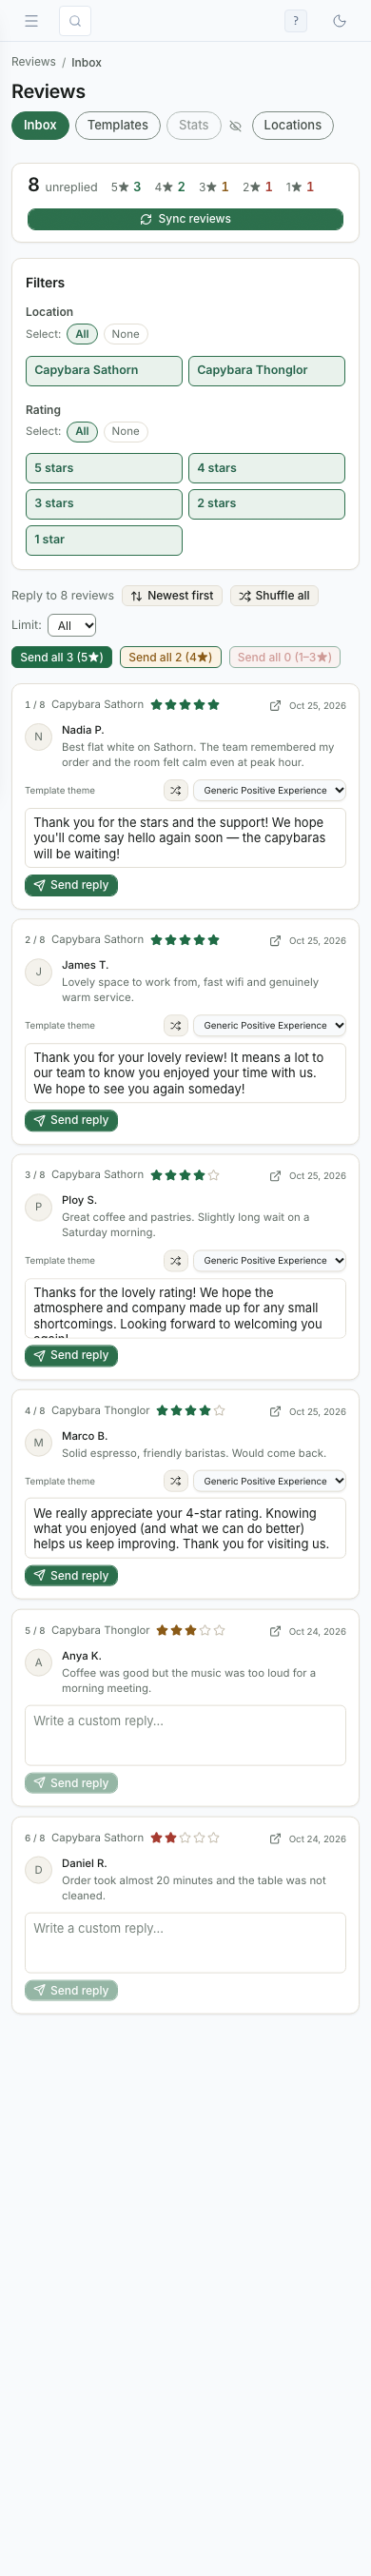 ?
Reviews / Inbox
Reviews
Inbox Templates Stats Locations
8 unreplied 5★ 3 4★ 2 3★ 1 2★ 1 1★ 1
Sync reviews
Filters
Location
Select: All None
Capybara Sathorn Capybara Thonglor
Rating
Select: All None
5 stars 4 stars
3 stars 2 stars
1 star
Reply to 8 reviews Newest first Shuffle all
Limit: All
Send all 3 (5★) Send all 2 (4★) Send all 0 (1–3★)
1 / 8 Capybara Sathorn ★★★★★ Oct 25, 2026
N Nadia P.
Best flat white on Sathorn. The team remembered my
order and the room felt calm even at peak hour.
Template theme Generic Positive Experience
Thank you for the stars and the support! We hope
you'll come say hello again soon — the capybaras
will be waiting!
Send reply
2 / 8 Capybara Sathorn ★★★★★ Oct 25, 2026
J James T.
Lovely space to work from, fast wifi and genuinely
warm service.
Template theme Generic Positive Experience
Thank you for your lovely review! It means a lot to
our team to know you enjoyed your time with us.
We hope to see you again someday!
Send reply
3 / 8 Capybara Sathorn ★★★★☆ Oct 25, 2026
P Ploy S.
Great coffee and pastries. Slightly long wait on a
Saturday morning.
Template theme Generic Positive Experience
Thanks for the lovely rating! We hope the
atmosphere and company made up for any small
shortcomings. Looking forward to welcoming you
again!
Send reply
4 / 8 Capybara Thonglor ★★★★☆ Oct 25, 2026
M Marco B.
Solid espresso, friendly baristas. Would come back.
Template theme Generic Positive Experience
We really appreciate your 4-star rating. Knowing
what you enjoyed (and what we can do better)
helps us keep improving. Thank you for visiting us.
Send reply
5 / 8 Capybara Thonglor ★★★☆☆ Oct 24, 2026
A Anya K.
Coffee was good but the music was too loud for a
morning meeting.
Write a custom reply...
Send reply
6 / 8 Capybara Sathorn ★★☆☆☆ Oct 24, 2026
D Daniel R.
Order took almost 20 minutes and the table was not
cleaned.
Write a custom reply...
Send reply